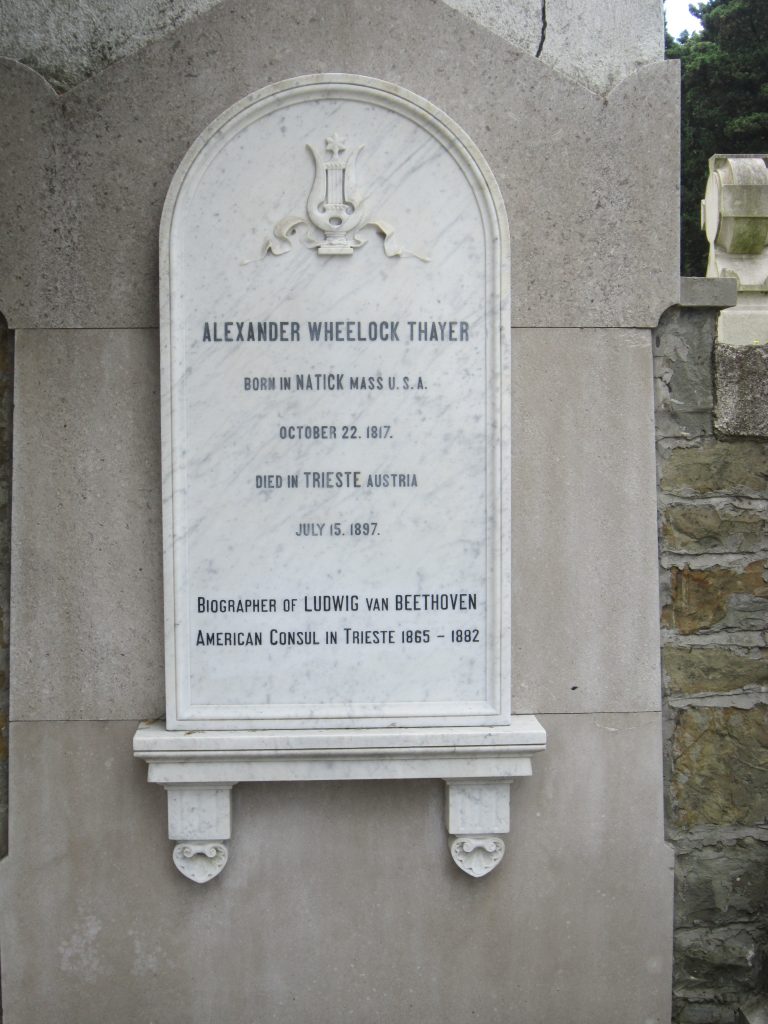 ALEXANDER WHEELOCK THAYER
BORN IN NATICK MASS U. S. A.
OCTOBER 22. 1817.
DIED IN TRIESTE AUSTRIA
JULY 15. 1897.
BIOGRAPHER OF LUDWIG VAN BEETHOVEN
AMERICAN CONSUL IN TRIESTE 1865 – 1882